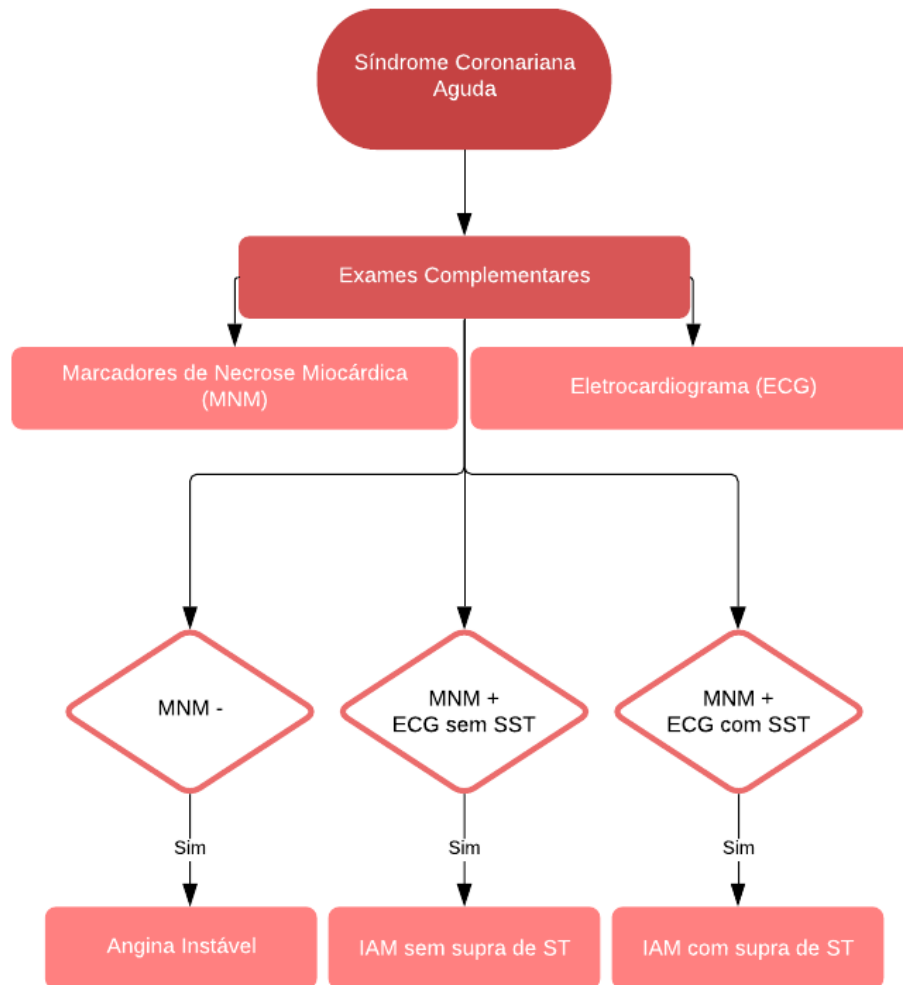 Síndrome Coronariana
Aguda
Exames Complementares
Marcadores de Necrose Miocárdica
(MNM)
Eletrocardiograma (ECG)
MNM -
MNM +
ECG sem SST
MNM +
ECG com SST
Sim
Sim
Sim
Angina Instável
IAM sem supra de ST
IAM com supra de ST